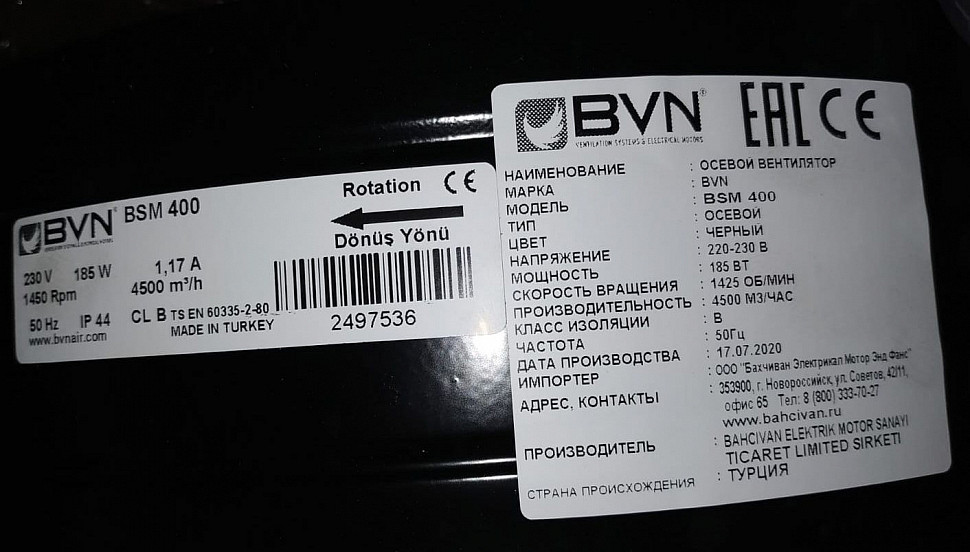 BVN
BSM 400
Rotation CE
Dönüş Yönü
230 V 185 W 1,17 A
1450 Rpm 4500 m³/h
50 Hz IP 44 CL B TS EN 60335-2-80
www.bvnair.com MADE IN TURKEY
2497536
BVN® EAC CE
VENTILATION SYSTEMS & ELECTRICAL MOTORS
НАИМЕНОВАНИЕ : ОСЕВОЙ ВЕНТИЛЯТОР
МАРКА : BVN
МОДЕЛЬ : BSM 400
ТИП : ОСЕВОЙ
ЦВЕТ : ЧЕРНЫЙ
НАПРЯЖЕНИЕ : 220-230 В
МОЩНОСТЬ : 185 ВТ
СКОРОСТЬ ВРАЩЕНИЯ : 1425 ОБ/МИН
ПРОИЗВОДИТЕЛЬНОСТЬ : 4500 М3/ЧАС
КЛАСС ИЗОЛЯЦИИ : B
ЧАСТОТА : 50Гц
ДАТА ПРОИЗВОДСТВА : 17.07.2020
ИМПОРТЕР : ООО "Бахчиван Электрикал Мотор Энд Фанс"
АДРЕС, КОНТАКТЫ : 353900, г. Новороссийск, ул. Советов, 42/11,
офис 65 Тел: 8 (800) 333-70-27
www.bahcivan.ru
ПРОИЗВОДИТЕЛЬ : BAHCIVAN ELEKTRIK MOTOR SANAYI
TICARET LIMITED SIRKETI
СТРАНА ПРОИСХОЖДЕНИЯ : ТУРЦИЯ